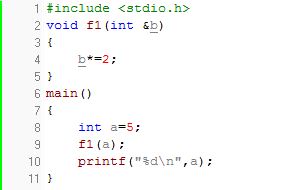 1 #include <stdio.h>
2 void f1(int &b)
3 {
4     b*=2;
5 }
6 main()
7 {
8     int a=5;
9     f1(a);
10     printf("%d\n",a);
11 }